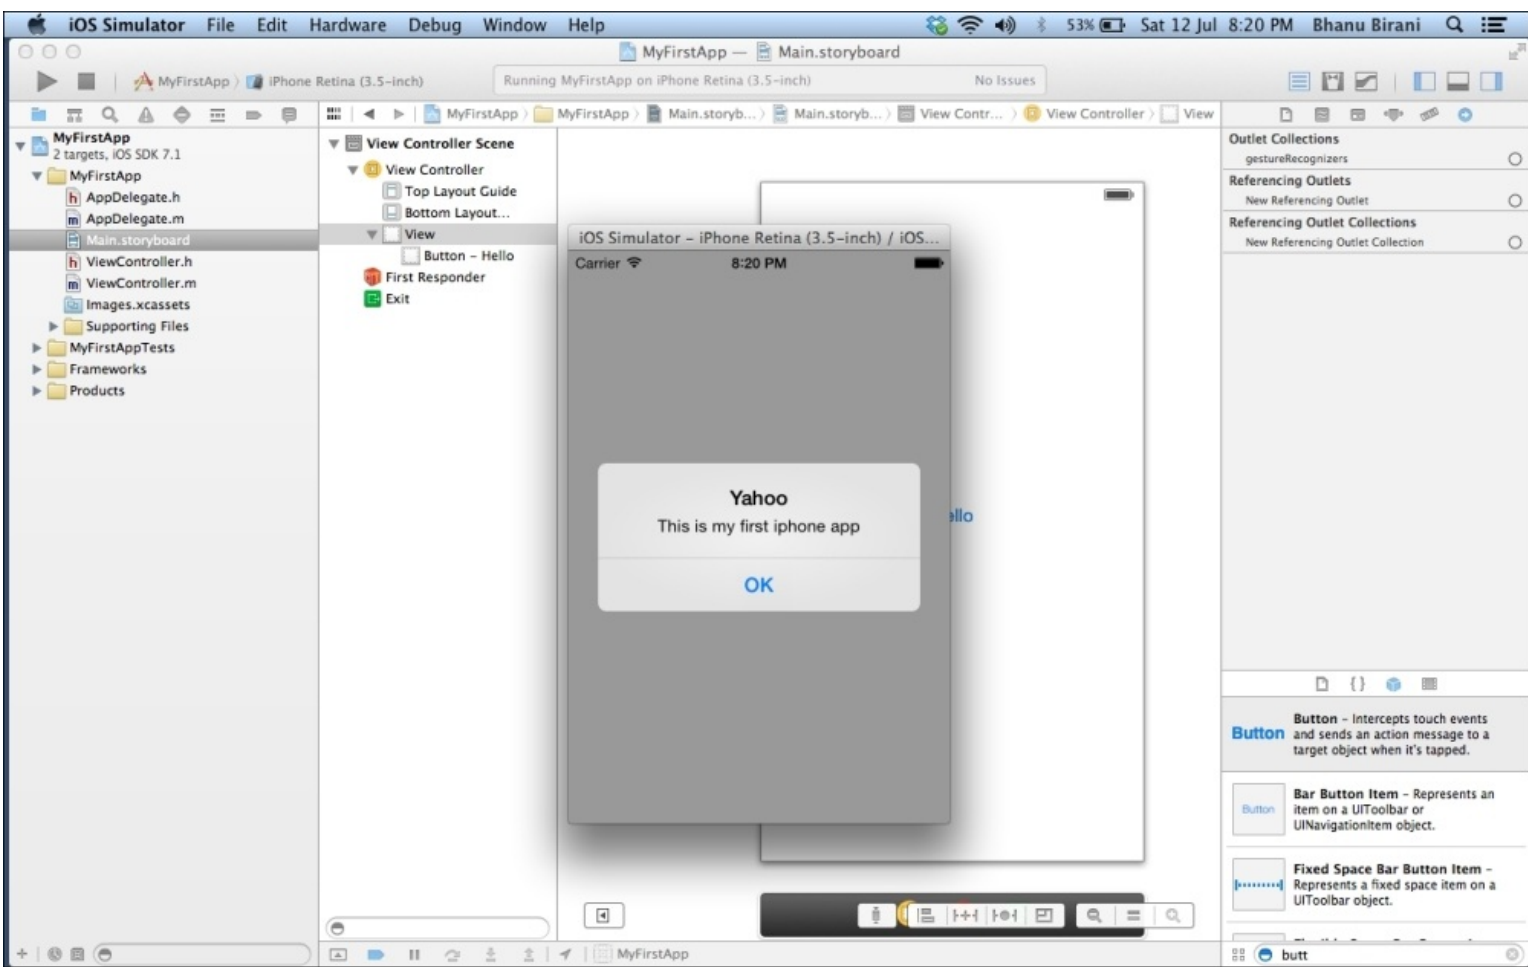 iOS Simulator File Edit Hardware Debug Window Help 53% Sat 12 Jul 8:20 PM Bhanu Birani
MyFirstApp — Main.storyboard
MyFirstApp iPhone Retina (3.5-inch)
Running MyFirstApp on iPhone Retina (3.5-inch) No Issues
MyFirstApp MyFirstApp Main.storyb... Main.storyb... View Contr... View Controller View
MyFirstApp
2 targets, iOS SDK 7.1
MyFirstApp
h AppDelegate.h
m AppDelegate.m
Main.storyboard
h ViewController.h
m ViewController.m
Images.xcassets
Supporting Files
MyFirstAppTests
Frameworks
Products
View Controller Scene
View Controller
Top Layout Guide
Bottom Layout...
View
Button – Hello
First Responder
Exit
iOS Simulator – iPhone Retina (3.5-inch) / iOS...
Carrier 8:20 PM
Yahoo
This is my first iphone app
OK
ello
Outlet Collections
gestureRecognizers
Referencing Outlets
New Referencing Outlet
Referencing Outlet Collections
New Referencing Outlet Collection
{}
Button
Button – Intercepts touch events
and sends an action message to a
target object when it's tapped.
Button
Bar Button Item – Represents an
item on a UIToolbar or
UINavigationItem object.
Fixed Space Bar Button Item –
Represents a fixed space item on a
UIToolbar object.
MyFirstApp
butt